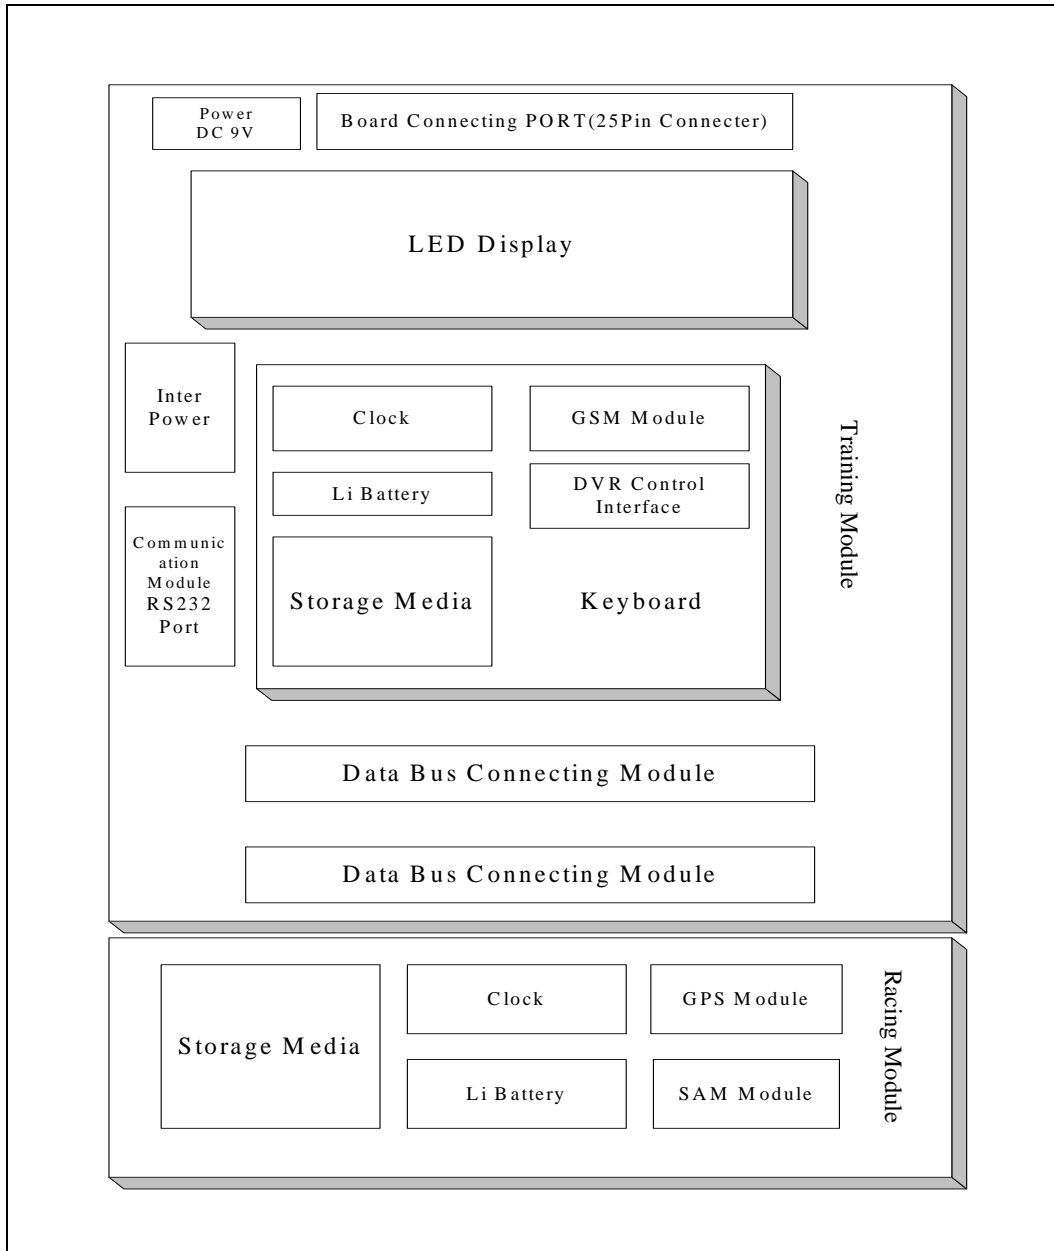 Power
DC 9V
Board Connecting PORT(25Pin Connecter)
LED Display
Inter
Power
Clock
GSM Module
Li Battery
DVR Control
Interface
Communic
ation
Module
RS232
Port
Storage Media
Keyboard
Training Module
Data Bus Connecting Module
Data Bus Connecting Module
Storage Media
Clock
GPS Module
Li Battery
SAM Module
Racing Module